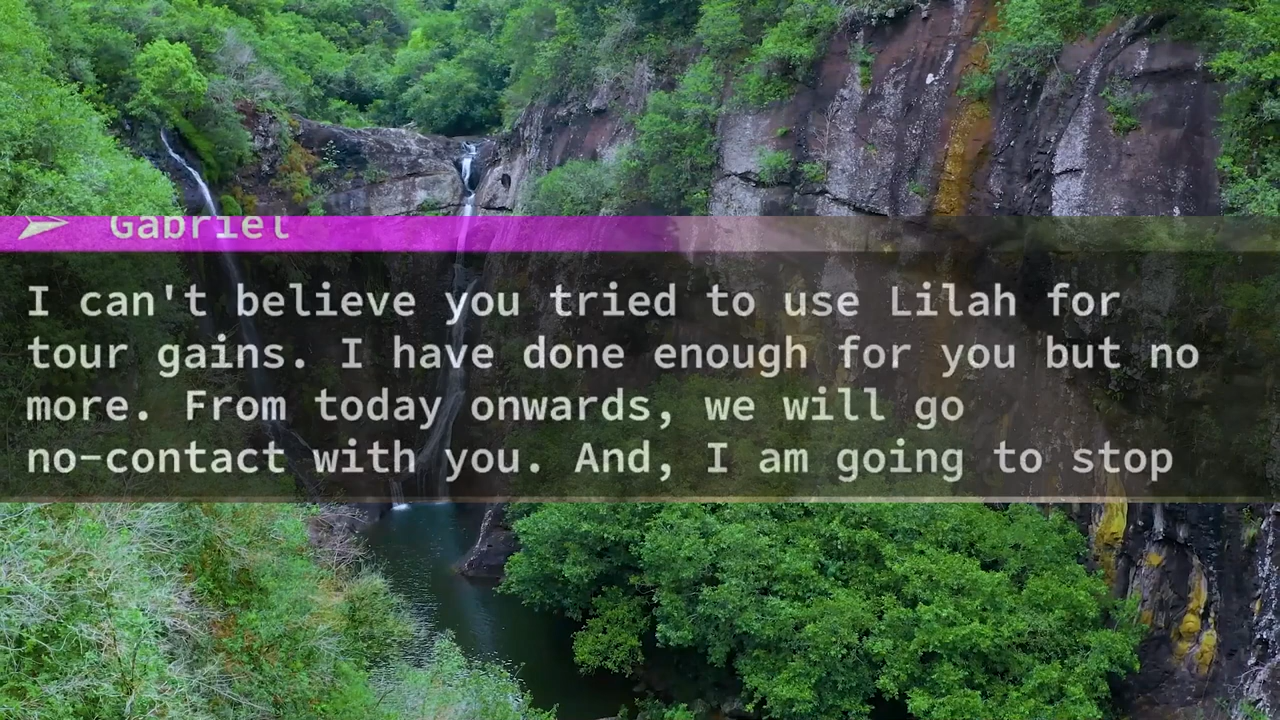 Gabriel
I can't believe you tried to use Lilah for
tour gains. I have done enough for you but no
more. From today onwards, we will go
no-contact with you. And, I am going to stop